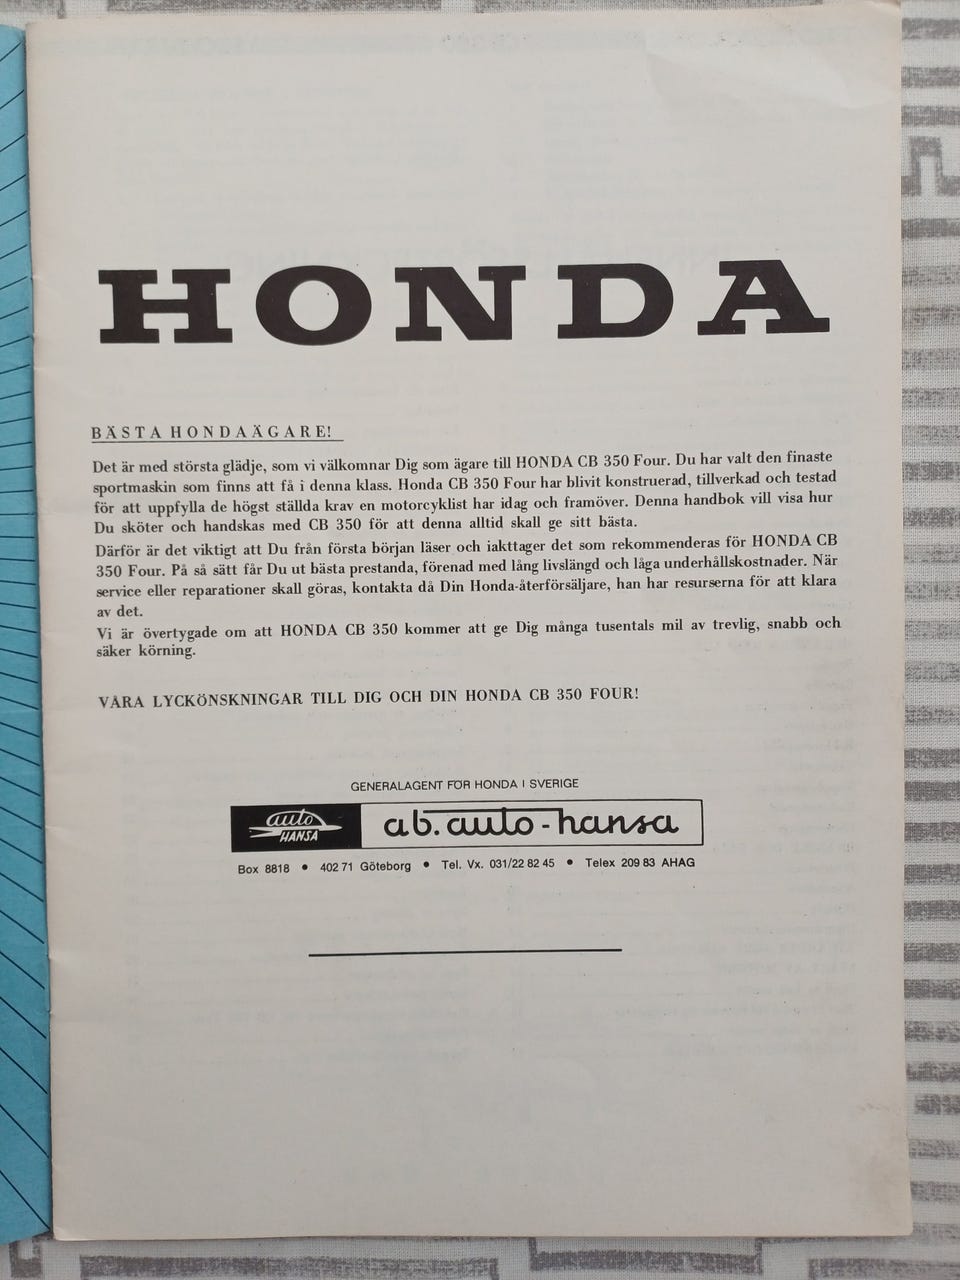 HONDA
BÄSTA HONDAÄGARE!
Det är med största glädje, som vi välkomnar Dig som ägare till HONDA CB 350 Four. Du har valt den finaste
sportmaskin som finns att få i denna klass. Honda CB 350 Four har blivit konstruerad, tillverkad och testad
för att uppfylla de högst ställda krav en motorcyklist har idag och framöver. Denna handbok vill visa hur
Du sköter och handskas med CB 350 för att denna alltid skall ge sitt bästa.
Därför är det viktigt att Du från första början läser och iakttager det som rekommenderas för HONDA CB
350 Four. På så sätt får Du ut bästa prestanda, förenad med lång livslängd och låga underhållskostnader. När
service eller reparationer skall göras, kontakta då Din Honda-återförsäljare, han har resurserna för att klara
av det.
Vi är övertygade om att HONDA CB 350 kommer att ge Dig många tusentals mil av trevlig, snabb och
säker körning.
VÅRA LYCKÖNSKNINGAR TILL DIG OCH DIN HONDA CB 350 FOUR!
GENERALAGENT FÖR HONDA I SVERIGE
auto HANSA ab. auto-hansa
Box 8818 • 402 71 Göteborg • Tel. Vx. 031/22 82 45 • Telex 209 83 AHAG